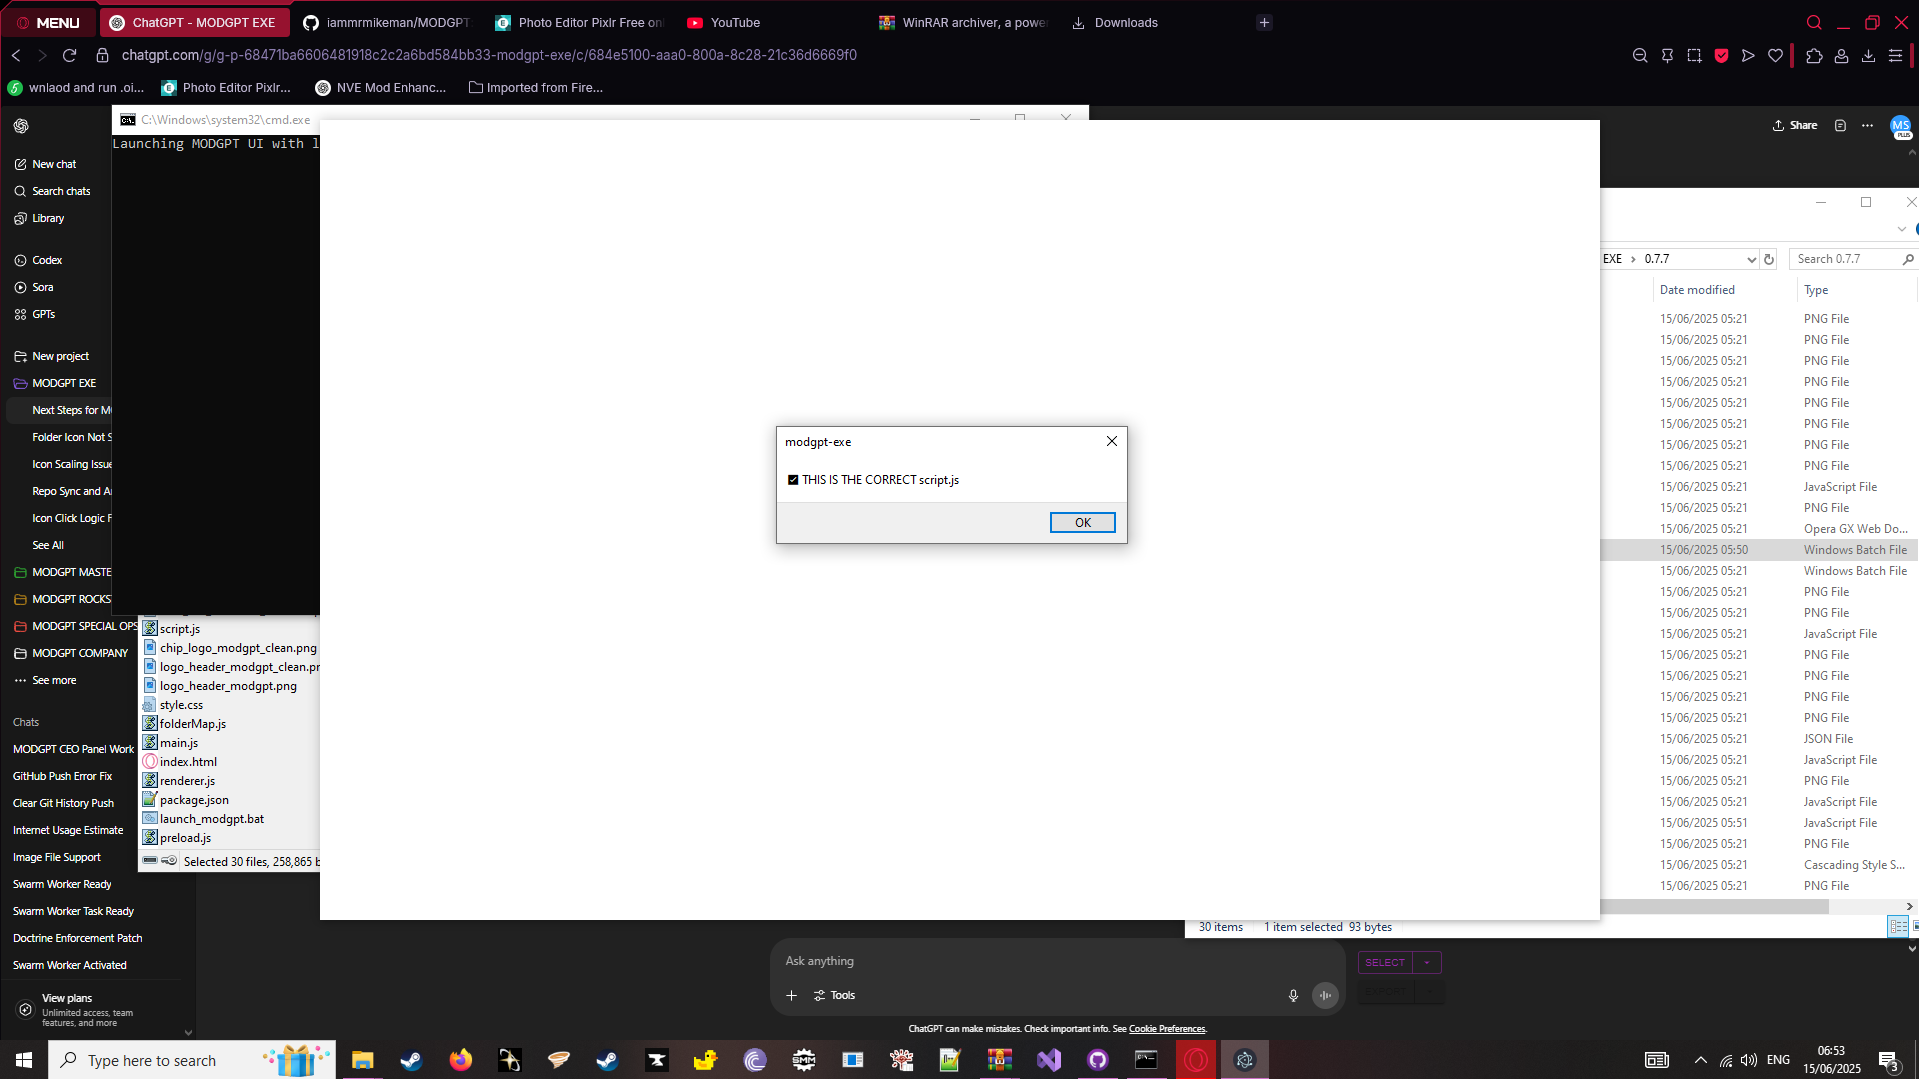 MENU
ChatGPT - MODGPT EXE
iammrmikeman/MODGPT
Photo Editor Pixlr Free on
YouTube
WinRAR archiver, a powe
Downloads
chatgpt.com/g/g-p-68471ba6606481918c2c2a6bd584bb33-modgpt-exe/c/684e5100-aaa0-800a-8c28-21c36d6669f0
wnlaod and run .oi...
Photo Editor Pixlr...
NVE Mod Enhanc...
Imported from Fire...
C:\Windows\system32\cmd.exe
Launching MODGPT UI with l
Share
MS
PLUS
New chat
Search chats
Library
Codex
Sora
GPTs
New project
MODGPT EXE
Next Steps for M
Folder Icon Not S
Icon Scaling Issue
Repo Sync and A
Icon Click Logic F
See All
MODGPT MASTE
MODGPT ROCKS
MODGPT SPECIAL OPS
MODGPT COMPANY
See more
Chats
MODGPT CEO Panel Work
GitHub Push Error Fix
Clear Git History Push
Internet Usage Estimate
Image File Support
Swarm Worker Ready
Swarm Worker Task Ready
Doctrine Enforcement Patch
Swarm Worker Activated
View plans
Unlimited access, team
features, and more
script.js
chip_logo_modgpt_clean.png
logo_header_modgpt_clean.pr
logo_header_modgpt.png
style.css
folderMap.js
main.js
index.html
renderer.js
package.json
launch_modgpt.bat
preload.js
Selected 30 files, 258,865 b
modgpt-exe
THIS IS THE CORRECT script.js
OK
EXE > 0.7.7
Search 0.7.7
Date modified Type
15/06/2025 05:21 PNG File
15/06/2025 05:21 PNG File
15/06/2025 05:21 PNG File
15/06/2025 05:21 PNG File
15/06/2025 05:21 PNG File
15/06/2025 05:21 PNG File
15/06/2025 05:21 PNG File
15/06/2025 05:21 PNG File
15/06/2025 05:21 JavaScript File
15/06/2025 05:21 PNG File
15/06/2025 05:21 Opera GX Web Do...
15/06/2025 05:50 Windows Batch File
15/06/2025 05:21 Windows Batch File
15/06/2025 05:21 PNG File
15/06/2025 05:21 PNG File
15/06/2025 05:21 JavaScript File
15/06/2025 05:21 PNG File
15/06/2025 05:21 PNG File
15/06/2025 05:21 PNG File
15/06/2025 05:21 PNG File
15/06/2025 05:21 JSON File
15/06/2025 05:21 JavaScript File
15/06/2025 05:21 PNG File
15/06/2025 05:21 JavaScript File
15/06/2025 05:51 JavaScript File
15/06/2025 05:21 PNG File
15/06/2025 05:21 Cascading Style S...
15/06/2025 05:21 PNG File
30 items 1 item selected 93 bytes
Ask anything
Tools
SELECT
ChatGPT can make mistakes. Check important info. See Cookie Preferences.
Type here to search
SMM
ENG
06:53
15/06/2025
3